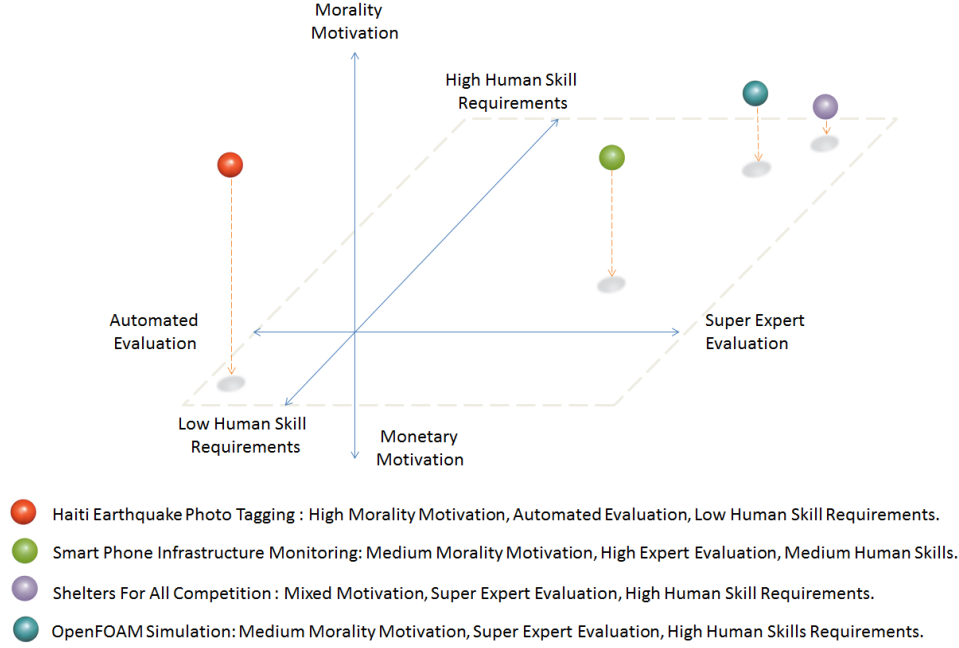 Morality
Motivation
High Human Skill
Requirements
Automated
Evaluation
Super Expert
Evaluation
Low Human Skill
Requirements
Monetary
Motivation
Haiti Earthquake Photo Tagging : High Morality Motivation, Automated Evaluation, Low Human Skill Requirements.
Smart Phone Infrastructure Monitoring: Medium Morality Motivation, High Expert Evaluation, Medium Human Skills.
Shelters For All Competition : Mixed Motivation, Super Expert Evaluation, High Human Skill Requirements.
OpenFOAM Simulation: Medium Morality Motivation, Super Expert Evaluation, High Human Skills Requirements.